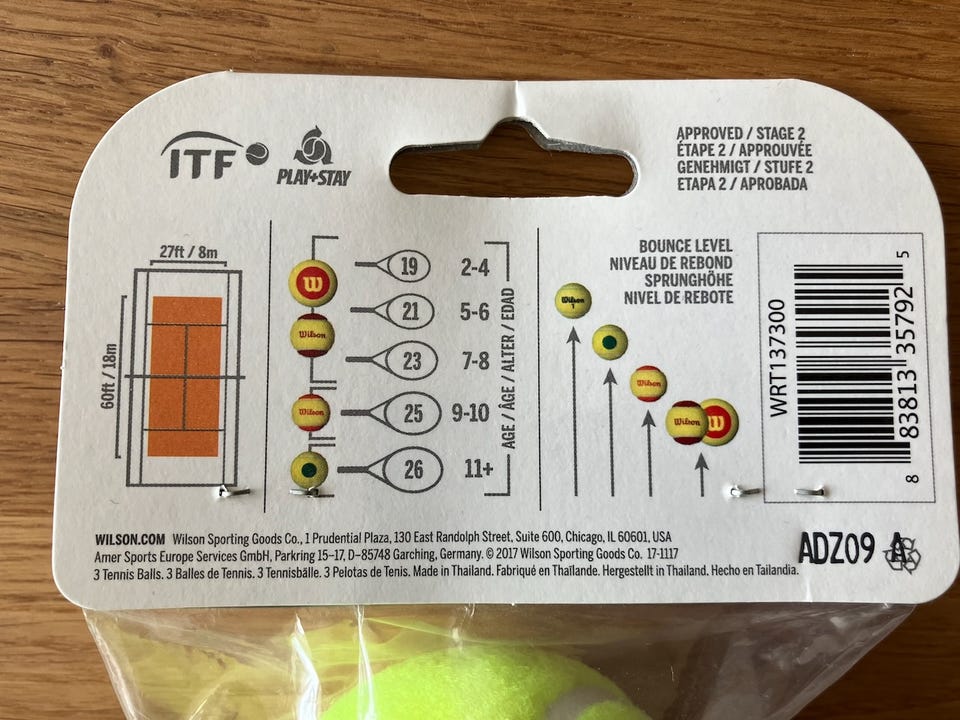 ITF
PLAY+STAY
APPROVED / STAGE 2
ÉTAPE 2 / APPROUVÉE
GENEHMIGT / STUFE 2
ETAPA 2 / APROBADA
27ft / 8m
60ft / 18m
W
Wilson
Wilson
19 2-4
21 5-6
23 7-8
25 9-10
26 11+
AGE / ÂGE / ALTER / EDAD
BOUNCE LEVEL
NIVEAU DE REBOND
SPRUNGHÖHE
NIVEL DE REBOTE
Wilson
1
Wilson
Wilson
W
WRT137300
8 83813 35792 5
WILSON.COM Wilson Sporting Goods Co., 1 Prudential Plaza, 130 East Randolph Street, Suite 600, Chicago, IL 60601, USA
Amer Sports Europe Services GmbH, Parkring 15-17, D-85748 Garching, Germany. © 2017 Wilson Sporting Goods Co. 17-1117
3 Tennis Balls. 3 Balles de Tennis. 3 Tennisbälle. 3 Pelotas de Tenis. Made in Thailand. Fabriqué en Thaïlande. Hergestellt in Thailand. Hecho en Tailandia.
ADZ09 A